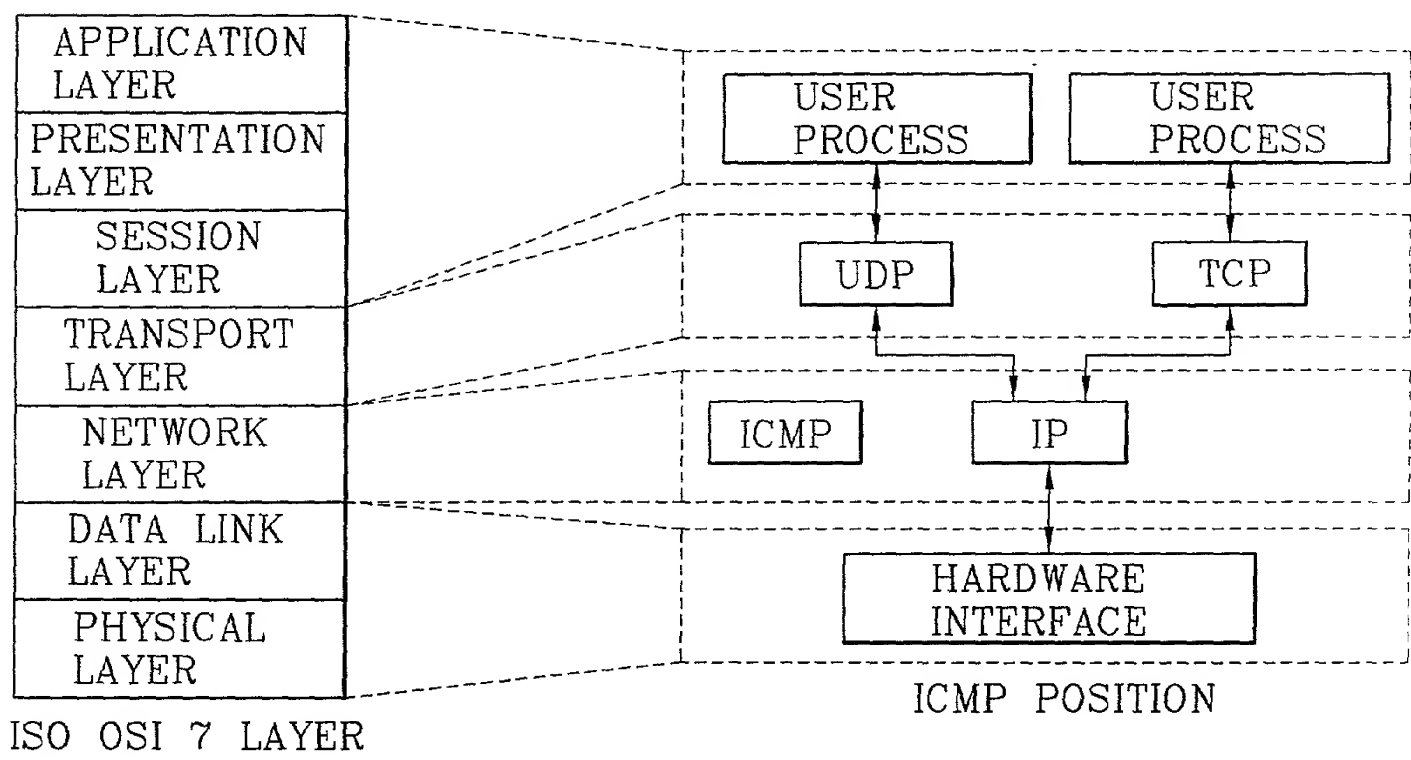 APPLICATION
LAYER
PRESENTATION
LAYER
SESSION
LAYER
TRANSPORT
LAYER
NETWORK
LAYER
DATA LINK
LAYER
PHYSICAL
LAYER
ISO OSI 7 LAYER
USER
PROCESS
USER
PROCESS
UDP
TCP
ICMP
IP
HARDWARE
INTERFACE
ICMP POSITION